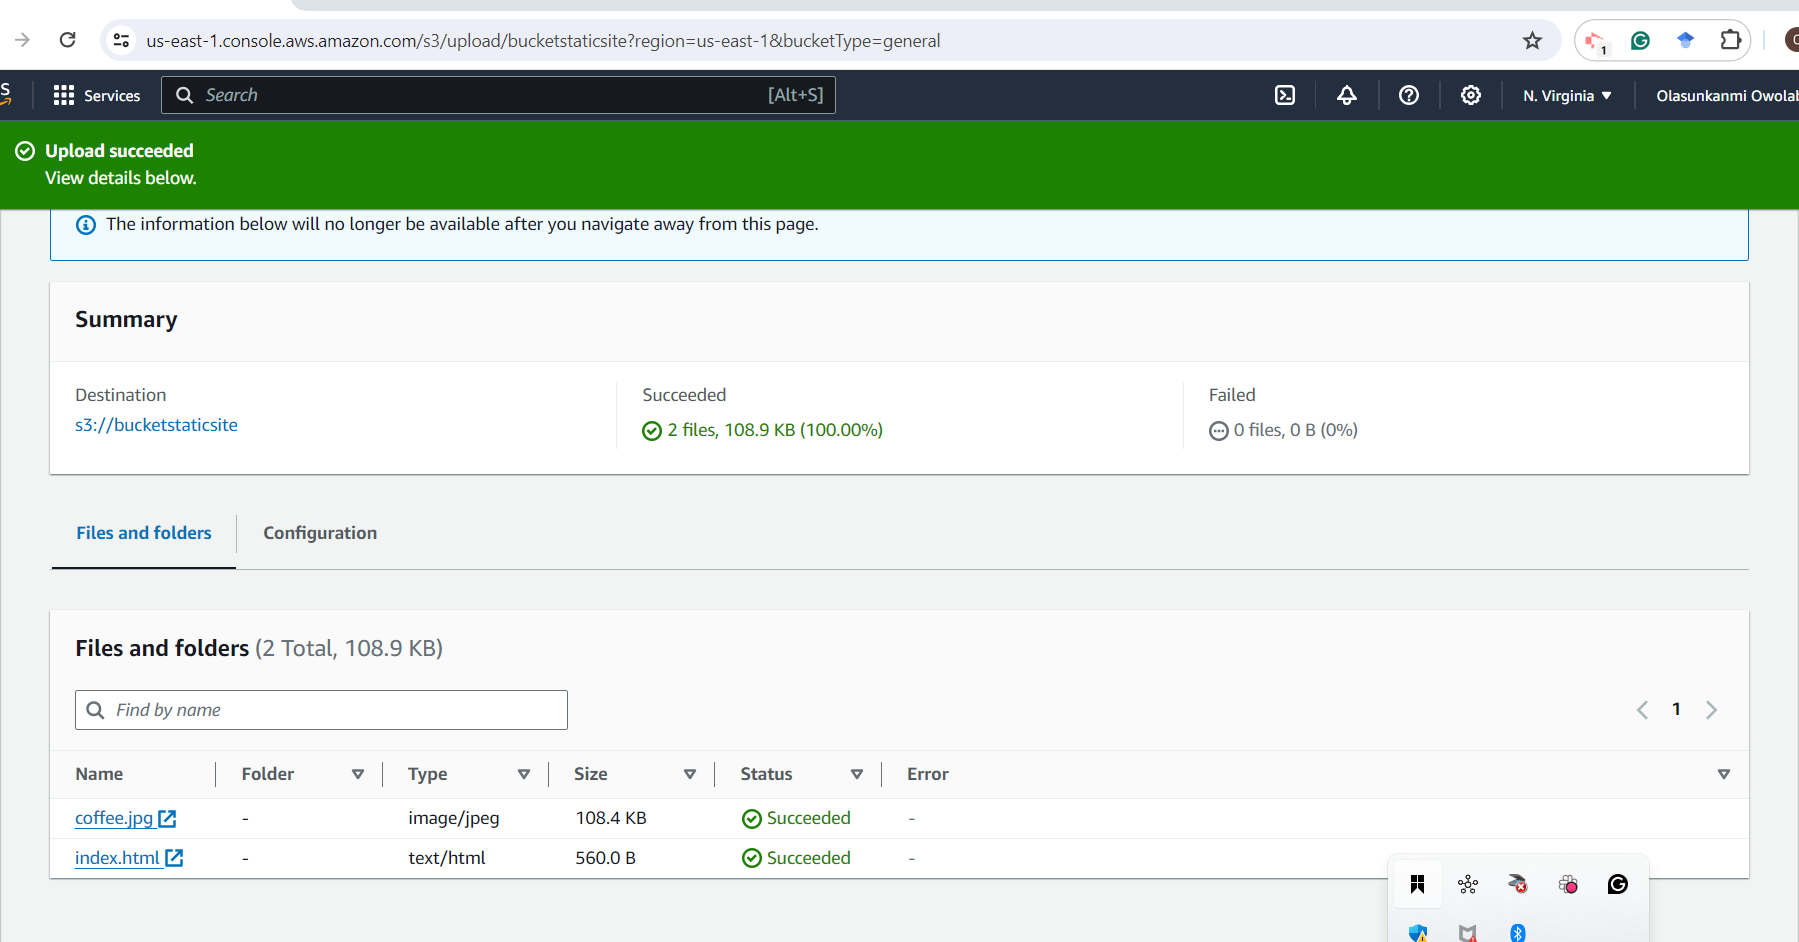 us-east-1.console.aws.amazon.com/s3/upload/bucketstaticsite?region=us-east-1&bucketType=general
1
Services
Search
[Alt+S]
N. Virginia
Olasunkanmi Owolab
Upload succeeded
View details below.
The information below will no longer be available after you navigate away from this page.
Summary
Destination
s3://bucketstaticsite
Succeeded
2 files, 108.9 KB (100.00%)
Failed
0 files, 0 B (0%)
Files and folders
Configuration
Files and folders (2 Total, 108.9 KB)
Find by name
1
Name Folder Type Size Status Error
coffee.jpg - image/jpeg 108.4 KB Succeeded -
index.html - text/html 560.0 B Succeeded -